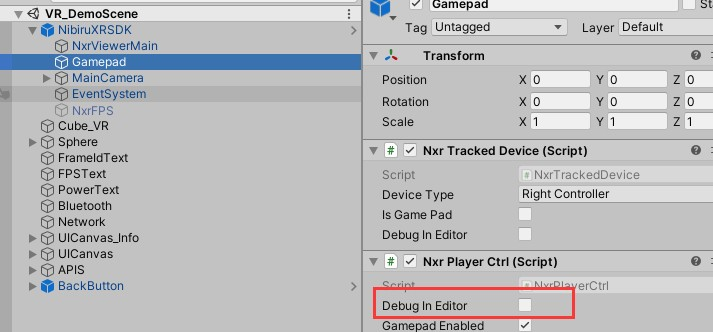 VR_DemoScene
NibiruXRSDK
NxrViewerMain
Gamepad
MainCamera
EventSystem
NxrFPS
Cube_VR
Sphere
FrameIdText
FPSText
PowerText
Bluetooth
Network
UICanvas_Info
UICanvas
APIS
BackButton
Gamepad
Tag Untagged Layer Default
Transform
Position X 0 Y 0 Z 0
Rotation X 0 Y 0 Z 0
Scale X 1 Y 1 Z 1
# Nxr Tracked Device (Script)
Script # NxrTrackedDevice
Device Type Right Controller
Is Game Pad
Debug In Editor
# Nxr Player Ctrl (Script)
Script # NxrPlayerCtrl
Debug In Editor
Gamepad Enabled